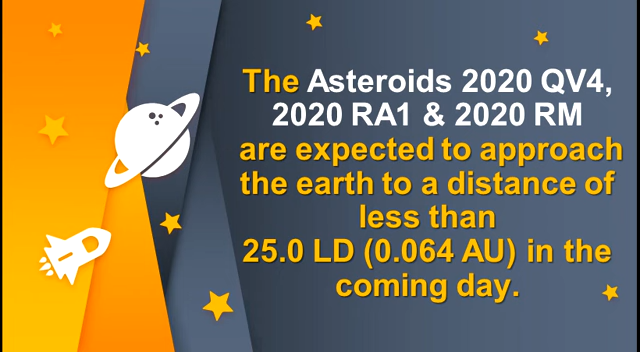 The Asteroids 2020 QV4,
2020 RA1 & 2020 RM
are expected to approach
the earth to a distance of
less than
25.0 LD (0.064 AU) in the
coming day.